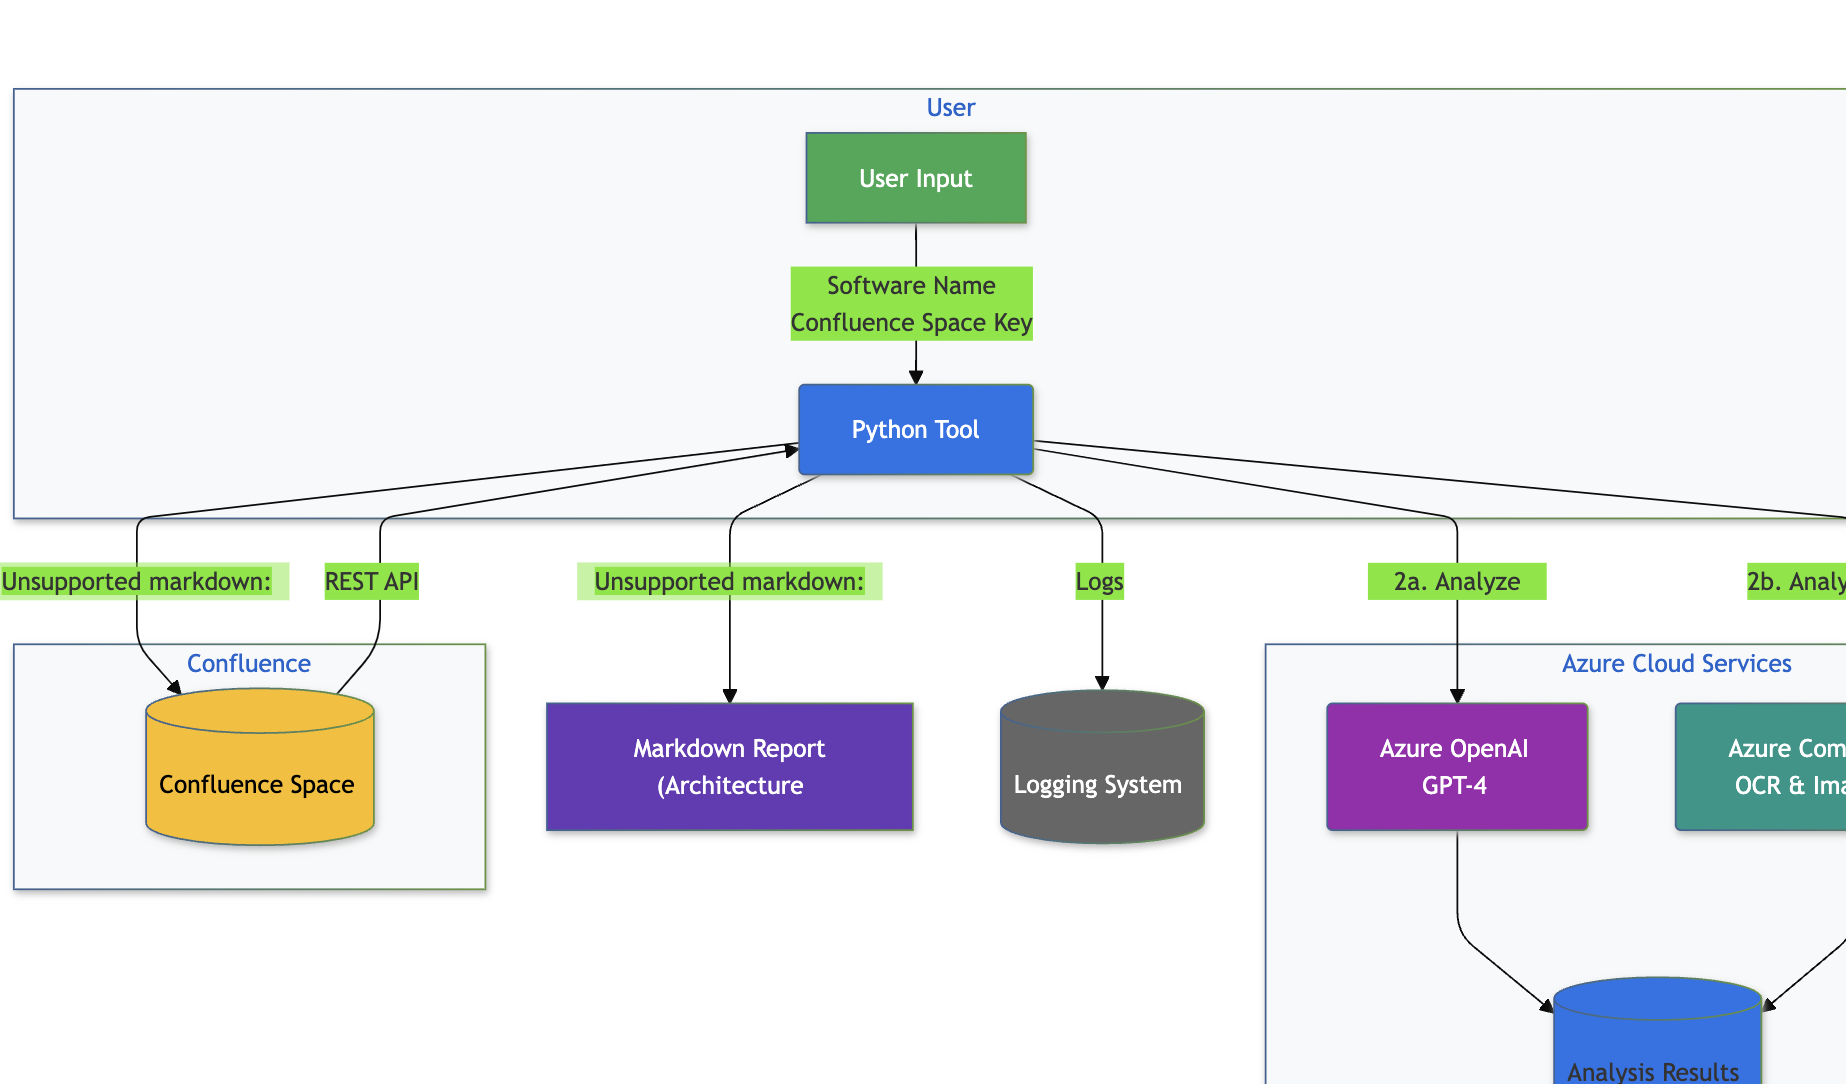 User
User Input
Software Name
Confluence Space Key
Python Tool
Unsupported markdown:
REST API
Unsupported markdown:
Logs
2a. Analyze
2b. Analy
Confluence
Confluence Space
Markdown Report
(Architecture
Logging System
Azure Cloud Services
Azure OpenAI
GPT-4
Azure Com
OCR & Ima
Analysis Results